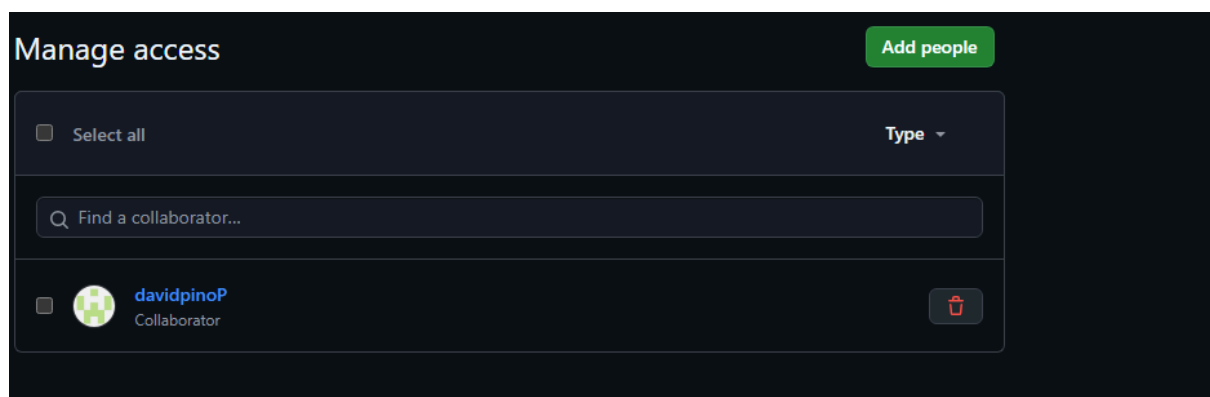 Manage access
Add people
Select all
Type
Find a collaborator...
davidpinoP
Collaborator